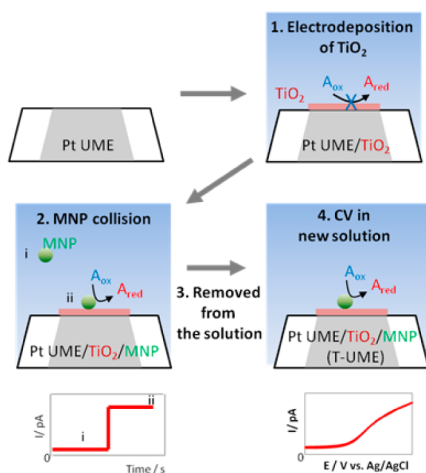 1. Electrodeposition
of TiO₂
TiO₂
Aox
Ared
Pt UME
Pt UME/TiO₂
2. MNP collision
i
MNP
ii
Aox
Ared
Pt UME/TiO₂/MNP
3. Removed
from
the solution
4. CV in
new solution
Aox
Ared
Pt UME/TiO₂/MNP
(T-UME)
I/ pA
i
ii
Time / s
I/ pA
E / V vs. Ag/AgCl